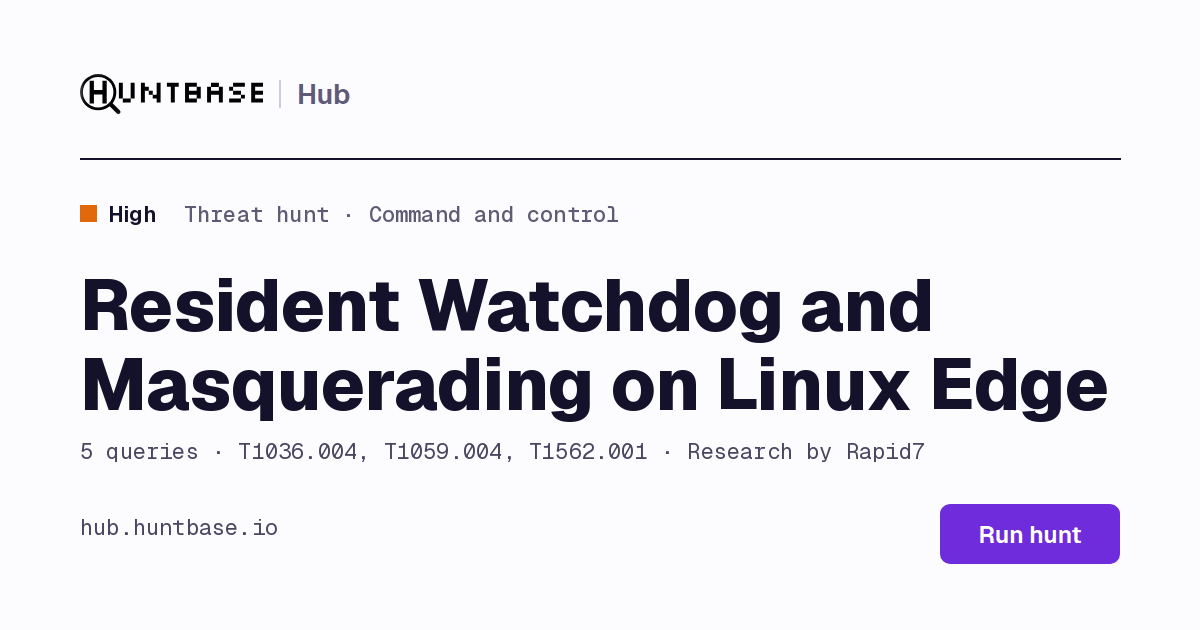 HUNTBASE Hub
High Threat hunt · Command and control
Resident Watchdog and
Masquerading on Linux Edge
5 queries · T1036.004, T1059.004, T1562.001 · Research by Rapid7
hub.huntbase.io
Run hunt